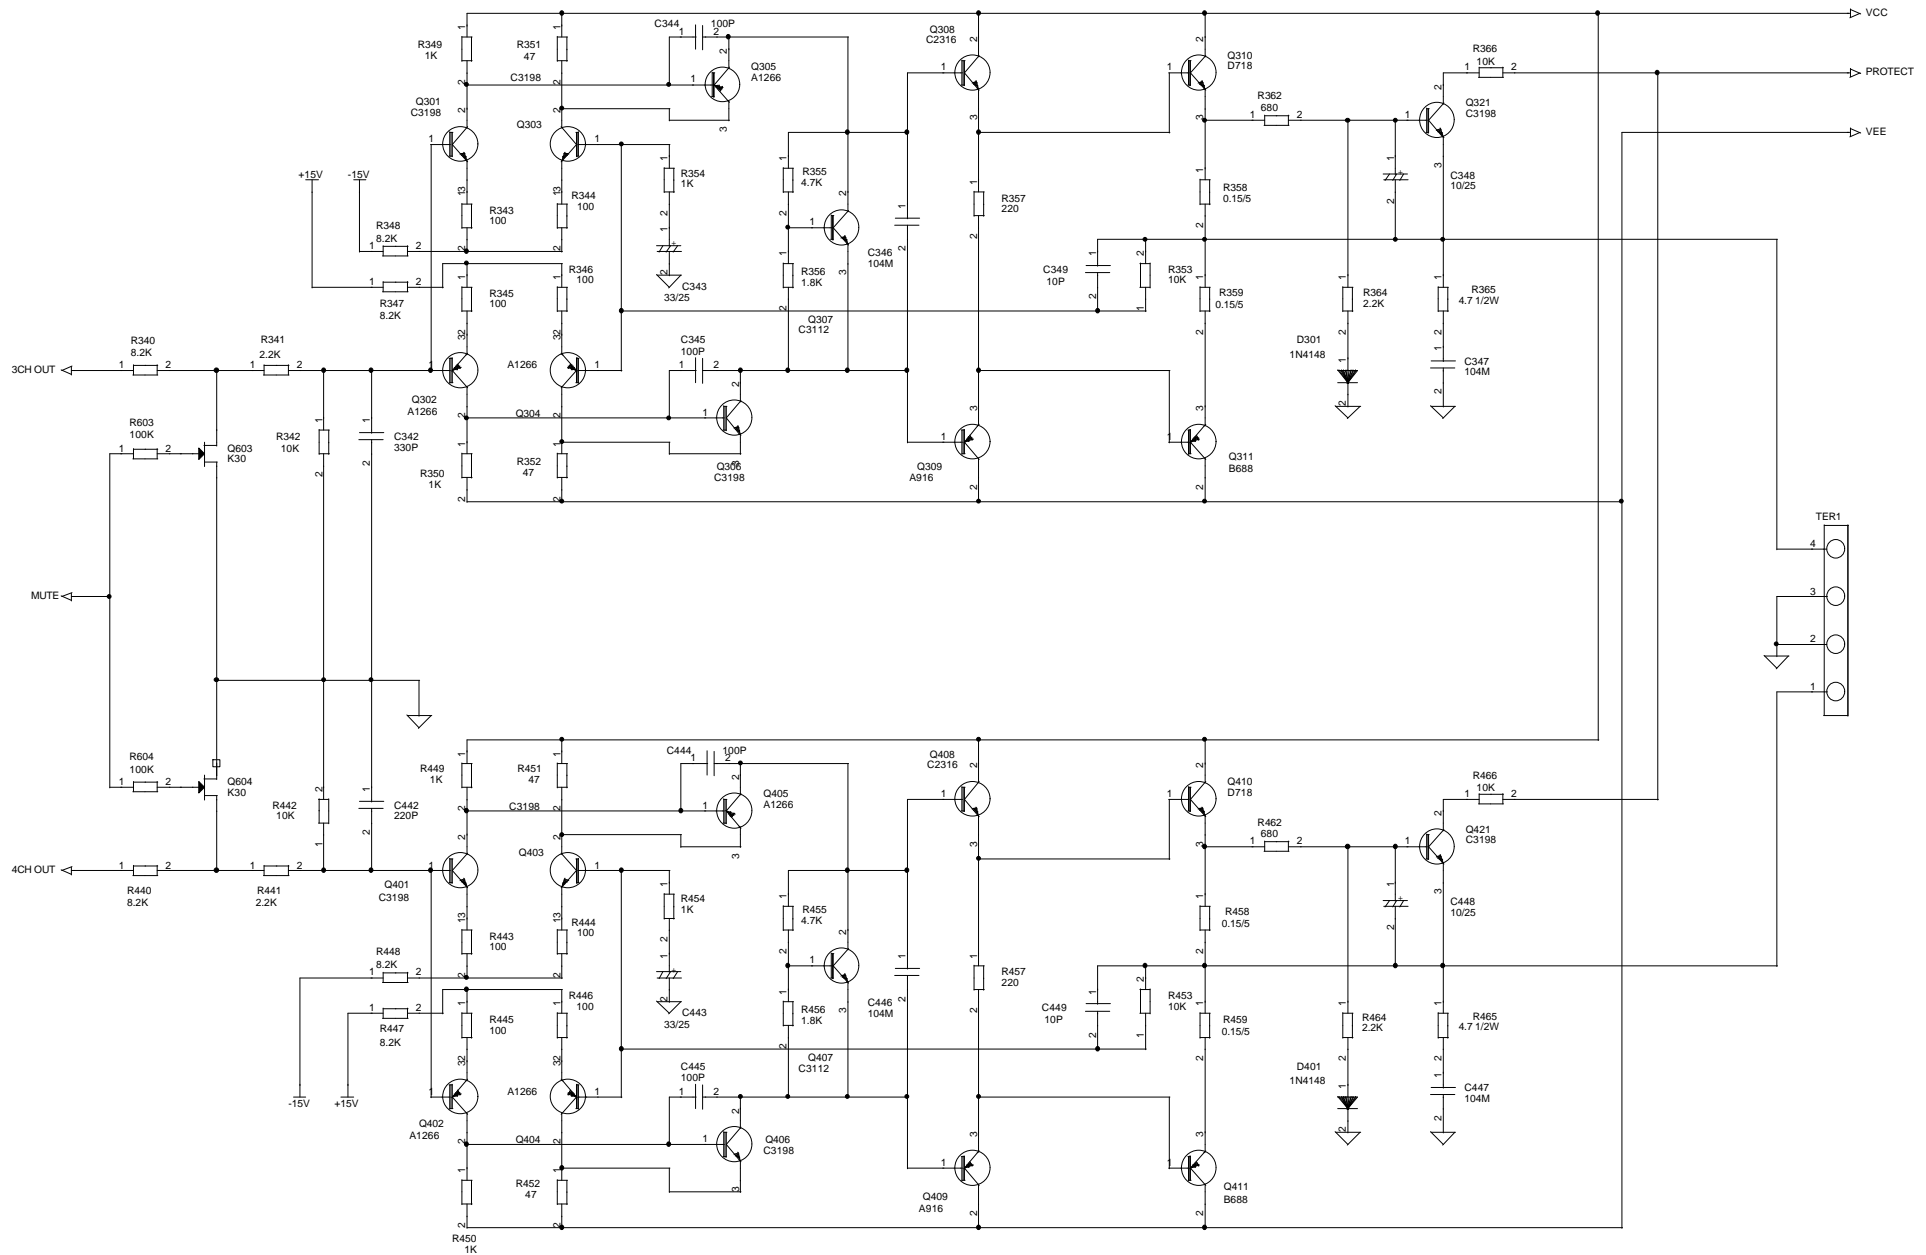 VCC
PROTECT
VEE
R349
1K
R351
47
C344
100P
Q305
A1266
C3198
Q301
C3198
Q303
Q308
C2316
Q310
D718
R366
10K
R362
680
Q321
C3198
+15V
-15V
R354
1K
R355
4.7K
R357
220
R358
0.15/5
C348
10/25
R343
100
R344
100
R348
8.2K
R347
8.2K
R345
100
R346
100
C343
33/25
R356
1.8K
C346
104M
C349
10P
R353
10K
R359
0.15/5
R364
2.2K
R365
4.7 1/2W
Q307
C3112
D301
1N4148
C347
104M
3CH OUT
R340
8.2K
R341
2.2K
C345
100P
A1266
Q302
A1266
Q304
R603
100K
Q603
K30
R342
10K
C342
330P
R350
1K
R352
47
Q306
C3198
Q309
A916
Q311
B688
TER1
4
3
2
1
MUTE
R604
100K
Q604
K30
R442
10K
C442
220P
R449
1K
R451
47
C444
100P
Q405
A1266
C3198
Q403
Q408
C2316
Q410
D718
R466
10K
R462
680
Q421
C3198
4CH OUT
R440
8.2K
R441
2.2K
Q401
C3198
R454
1K
R455
4.7K
R458
0.15/5
C448
10/25
R443
100
R444
100
R448
8.2K
R447
8.2K
R445
100
R446
100
C443
33/25
R456
1.8K
C446
104M
R457
220
C449
10P
R453
10K
R459
0.15/5
R464
2.2K
R465
4.7 1/2W
Q407
C3112
D401
1N4148
C447
104M
-15V
+15V
C445
100P
A1266
Q402
A1266
Q404
Q406
C3198
R452
47
R450
1K
Q409
A916
Q411
B688